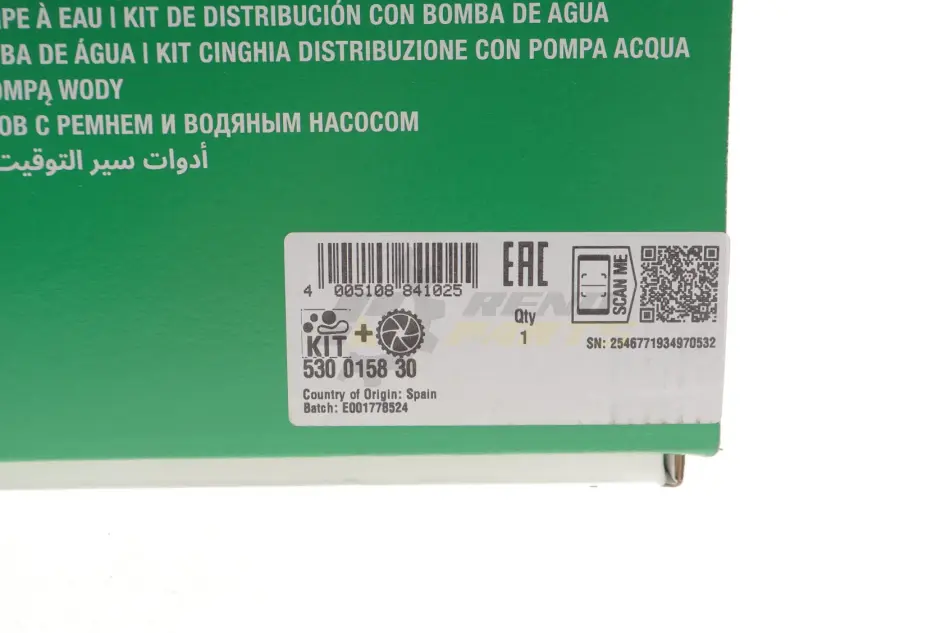 PE À EAU | KIT DE DISTRIBUCIÓN CON BOMBA DE AGUA
BA DE ÁGUA | KIT CINGHIA DISTRIBUZIONE CON POMPA ACQUA
OMPĄ WODY
ОВ С РЕМНЕМ И ВОДЯНЫМ НАСОСОМ
أدوات سير التوقيت
4 005108 841025
EAC
SCAN ME
Qty
1
SN: 2546771934970532
KIT +
530 0158 30
Country of Origin: Spain
Batch: E001778524